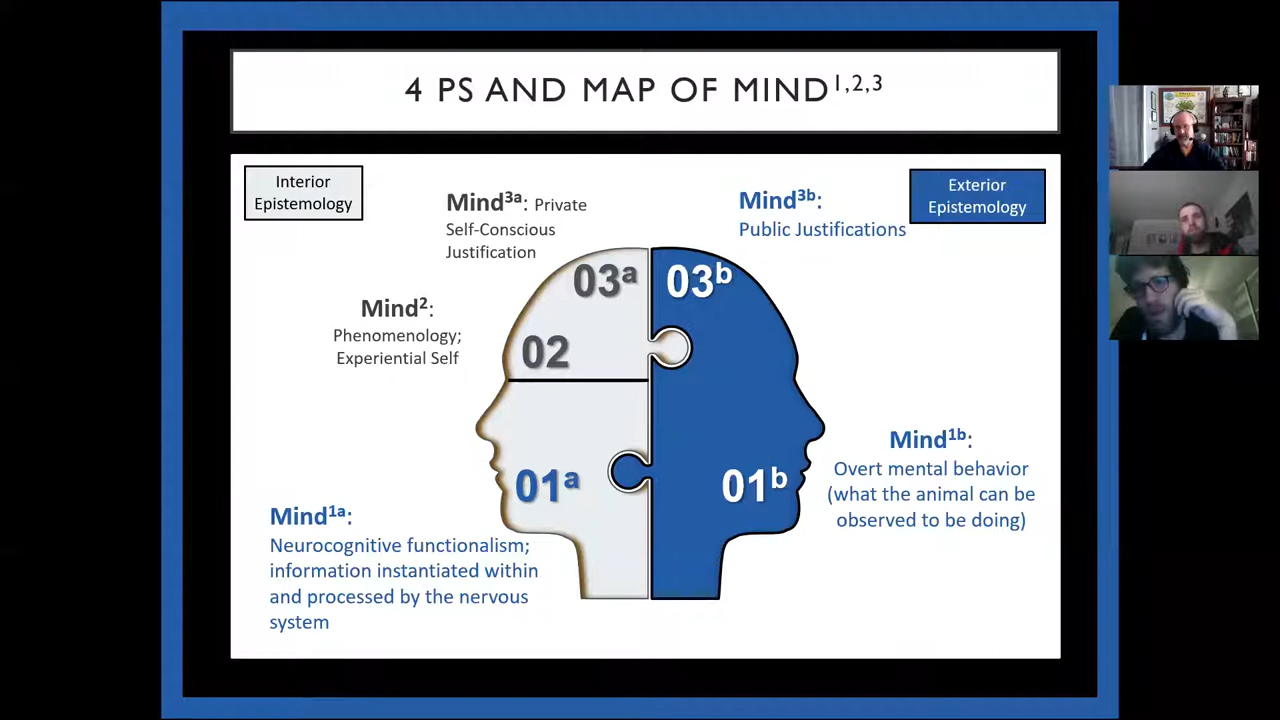 4 PS AND MAP OF MIND1,2,3
Interior
Epistemology
Mind3a: Private
Self-Conscious
Justification
Mind3b:
Public Justifications
Exterior
Epistemology
03a
03b
Mind2:
Phenomenology;
Experiential Self
02
01a
01b
Mind1b:
Overt mental behavior
(what the animal can be
observed to be doing)
Mind1a:
Neurocognitive functionalism;
information instantiated within
and processed by the nervous
system